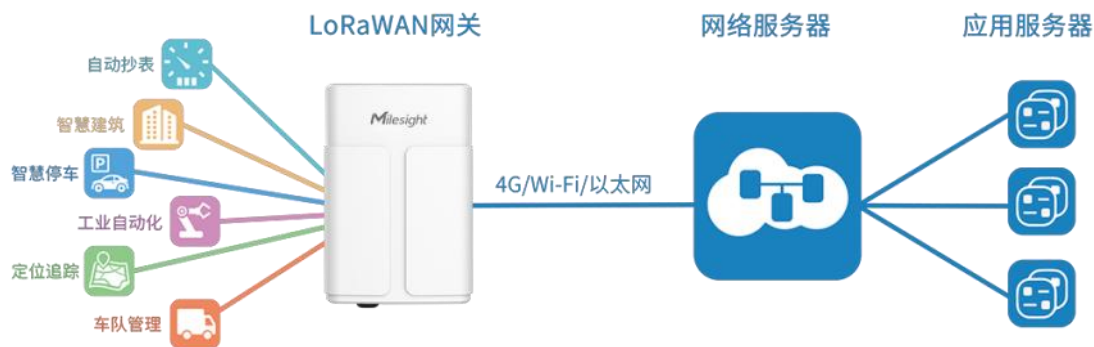 LoRaWAN网关
网络服务器
应用服务器
自动抄表
智慧建筑
智慧停车
P
工业自动化
定位追踪
车队管理
Milesight
4G/Wi-Fi/以太网